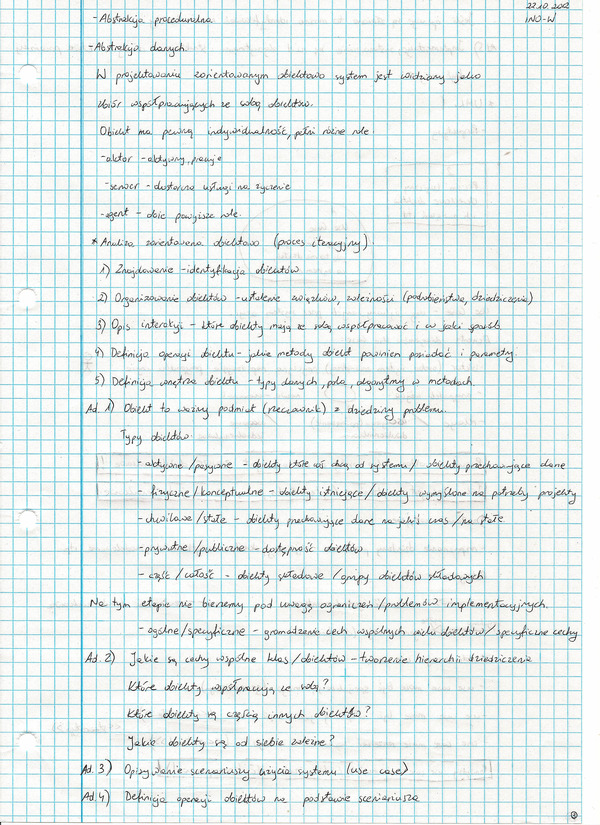 22.10.2012
INO-W
- Abstrakcja proceduralna
- Abstrakcja danych.
W projektowaniu zorientowanym obiektowo system jest widziany jako
zbiór współpracujących ze sobą obiektów.
Obiekt ma pewną indywidualność, pełni różne role
- aktor - aktywny, pracuje
- serwer - dostarcza usługi na życzenie
- agent - obie powyższe role.
* Analiza zorientowana obiektowo (proces iteracyjny).
1) Znajdowanie - identyfikacja obiektów
2) Organizowanie obiektów - ustalenie związków, zależności (podobieństwa, dziedziczenie)
3) Opis interakcji - które obiekty mają ze sobą współpracować i w jaki sposób
4) Definicja operacji obiektu - jakie metody obiekt powinien posiadać i parametry.
5) Definicja wnętrza obiektu - typy danych, pola, algorytmy w metodach.
Ad. 1) Obiekt to ważny podmiot (rzeczownik) z dziedziny problemu.
Typy obiektów
- aktywne / pasywne - obiekty które coś chcą od systemu / obiekty przechowujące dane
- fizyczne / konceptualne - obiekty istniejące / obiekty wymyślone na potrzeby projektu
- chwilowe / stałe - obiekty przechowujące dane na jakiś czas / na stałe
- prywatne / publiczne - dostępność obiektów
- część / całość - obiekty składowe / grupy obiektów składowych
Na tym etapie nie bierzemy pod uwagę ograniczeń / problemów implementacyjnych.
- ogólne / specyficzne - gromadzenie cech wspólnych wielu obiektów / specyficzne cechy
Ad. 2) Jakie są cechy wspólne klas / obiektów - tworzenie hierarchii dziedziczenia
Które obiekty współpracują ze sobą?
Które obiekty są częścią innych obiektów?
Jakie obiekty są od siebie zależne?
Ad. 3) Opisywanie scenariuszy użycia systemu (use case)
Ad. 4) Definicja operacji obiektów na podstawie scenariusza